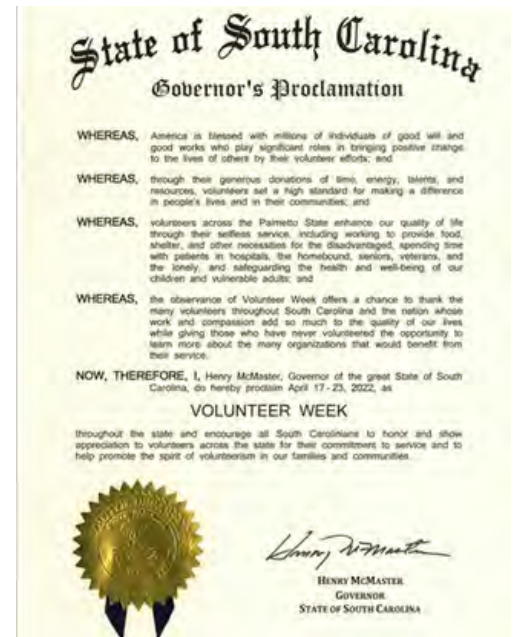 State of South Carolina
Governor's Proclamation
WHEREAS, America is blessed with millions of individuals of good will and
good works who play significant roles in bringing positive change
to the lives of others by their volunteer efforts; and
WHEREAS, through their generous donations of time, energy, talents, and
resources, volunteers set a high standard for making a difference
in people's lives and in their communities; and
WHEREAS, volunteers across the Palmetto State enhance our quality of life
through their selfless service, including working to provide food,
shelter, and other necessities for the disadvantaged, spending time
with patients in hospitals, the homebound, seniors, veterans, and
the lonely, and safeguarding the health and well-being of our
children and vulnerable adults; and
WHEREAS, the observance of Volunteer Week offers a chance to thank the
many volunteers throughout South Carolina and the nation whose
work and compassion add so much to the quality of our lives
while giving those who have never volunteered the opportunity to
learn more about the many organizations that would benefit from
their service.
NOW, THEREFORE, I, Henry McMaster, Governor of the great State of South
Carolina, do hereby proclaim April 17 - 23, 2022, as
VOLUNTEER WEEK
throughout the state and encourage all South Carolinians to honor and show
appreciation to volunteers across the state for their commitment to service and to
help promote the spirit of volunteerism in our families and communities.
Henry McMaster
HENRY MCMASTER
GOVERNOR
STATE OF SOUTH CAROLINA